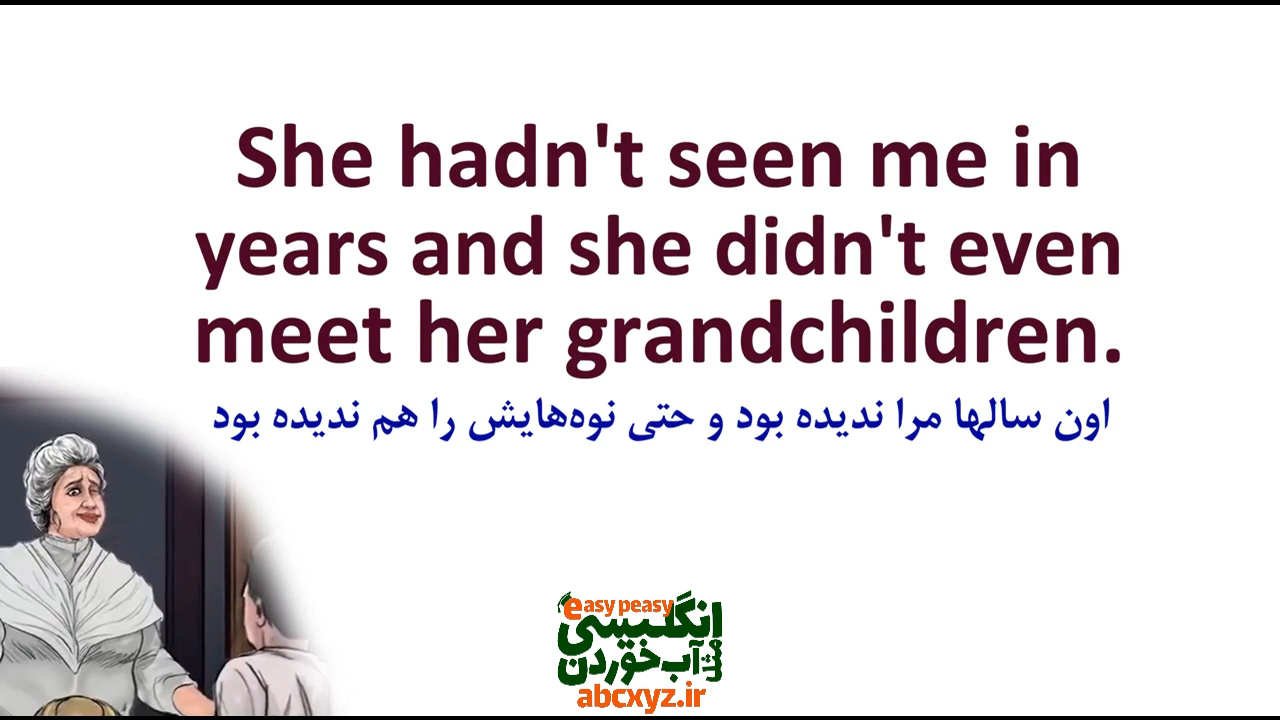 She hadn't seen me in
years and she didn't even
meet her grandchildren.
اون سالها مرا ندیده بود و حتی نوه‌هایش را هم ندیده بود
easy peasy
انگلیسی
مثل آب خوردن
abcxyz.ir